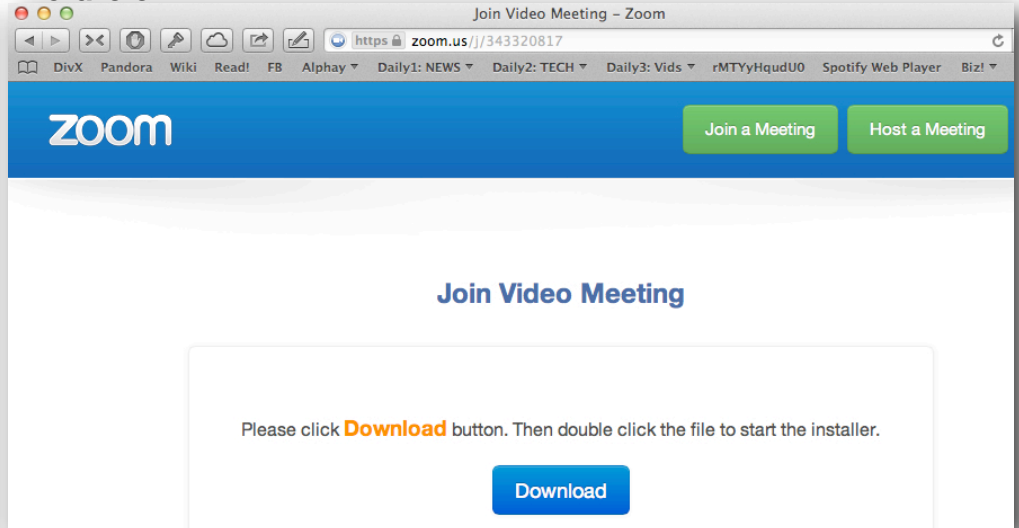 Join Video Meeting – Zoom
https zoom.us/j/343320817
DivX Pandora Wiki Read! FB Alphay Daily1: NEWS Daily2: TECH Daily3: Vids rMTYyHqudU0 Spotify Web Player Biz!
zoom Join a Meeting Host a Meeting
Join Video Meeting
Please click Download button. Then double click the file to start the installer.
Download